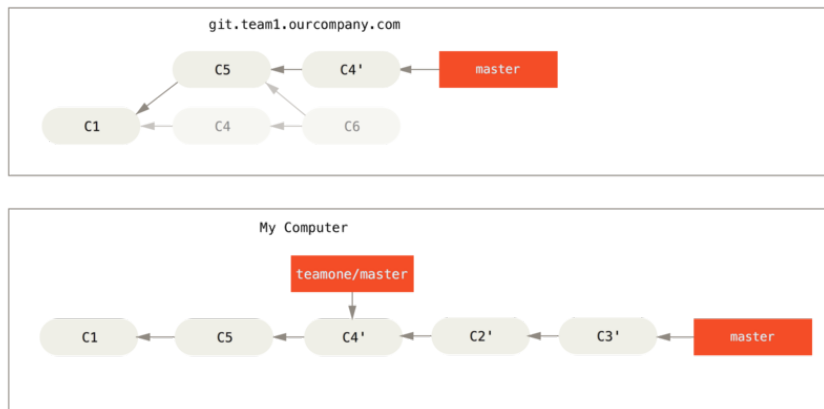 git.team1.ourcompany.com
C5 C4' master
C1 C4 C6
My Computer
teamone/master
C1 C5 C4' C2' C3' master